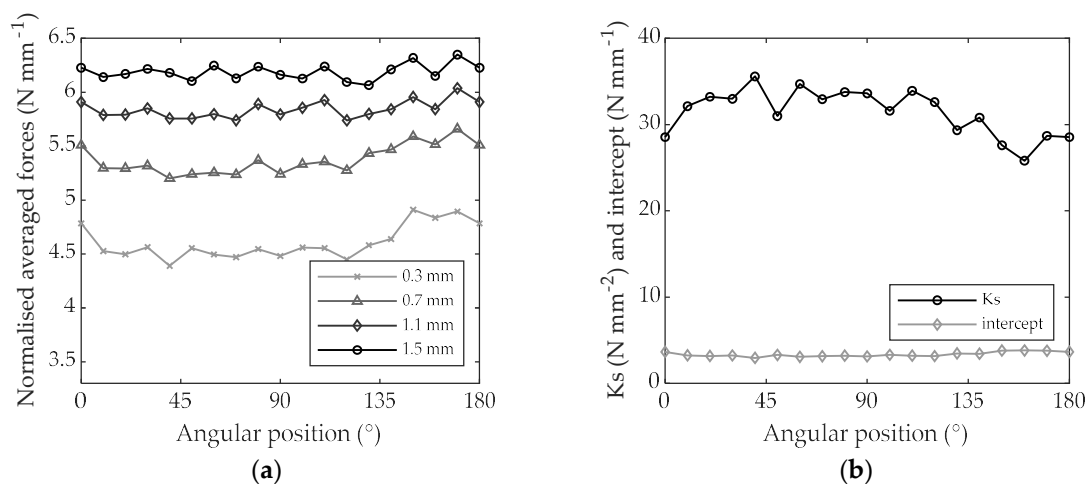 Normalised averaged forces (N mm-1)
6.5
6
5.5
5
4.5
4
3.5
0.3 mm
0.7 mm
1.1 mm
1.5 mm
0 45 90 135 180
Angular position (°)
(a)
Ks (N mm-2) and intercept (N mm-1)
40
30
20
10
0
Ks
intercept
0 45 90 135 180
Angular position (°)
(b)